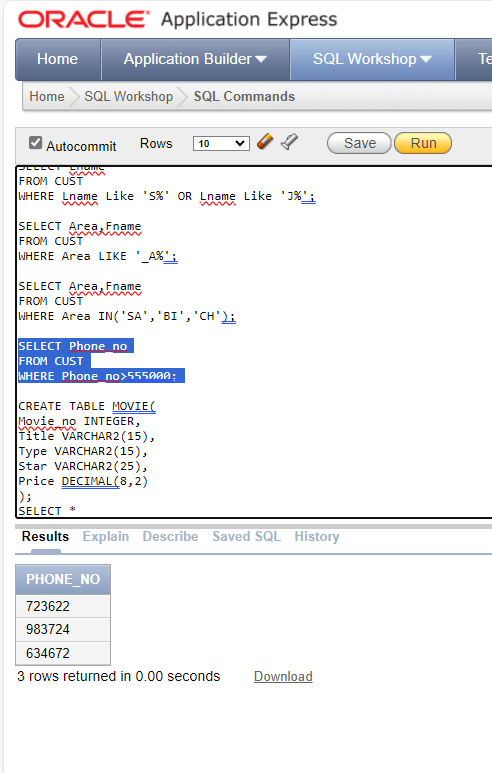 ORACLE® Application Express
Home Application Builder SQL Workshop Te
Home SQL Workshop SQL Commands
Autocommit Rows 10 Save Run
SELECT Lname
FROM CUST
WHERE Lname Like 'S%' OR Lname Like 'J%';
SELECT Area,Fname
FROM CUST
WHERE Area LIKE '_A%';
SELECT Area,Fname
FROM CUST
WHERE Area IN('SA','BI','CH');
SELECT Phone_no
FROM CUST
WHERE Phone_no>555000;
CREATE TABLE MOVIE(
Movie_no INTEGER,
Title VARCHAR2(15),
Type VARCHAR2(15),
Star VARCHAR2(25),
Price DECIMAL(8,2)
);
SELECT *
Results Explain Describe Saved SQL History
PHONE_NO
723622
983724
634672
3 rows returned in 0.00 seconds Download